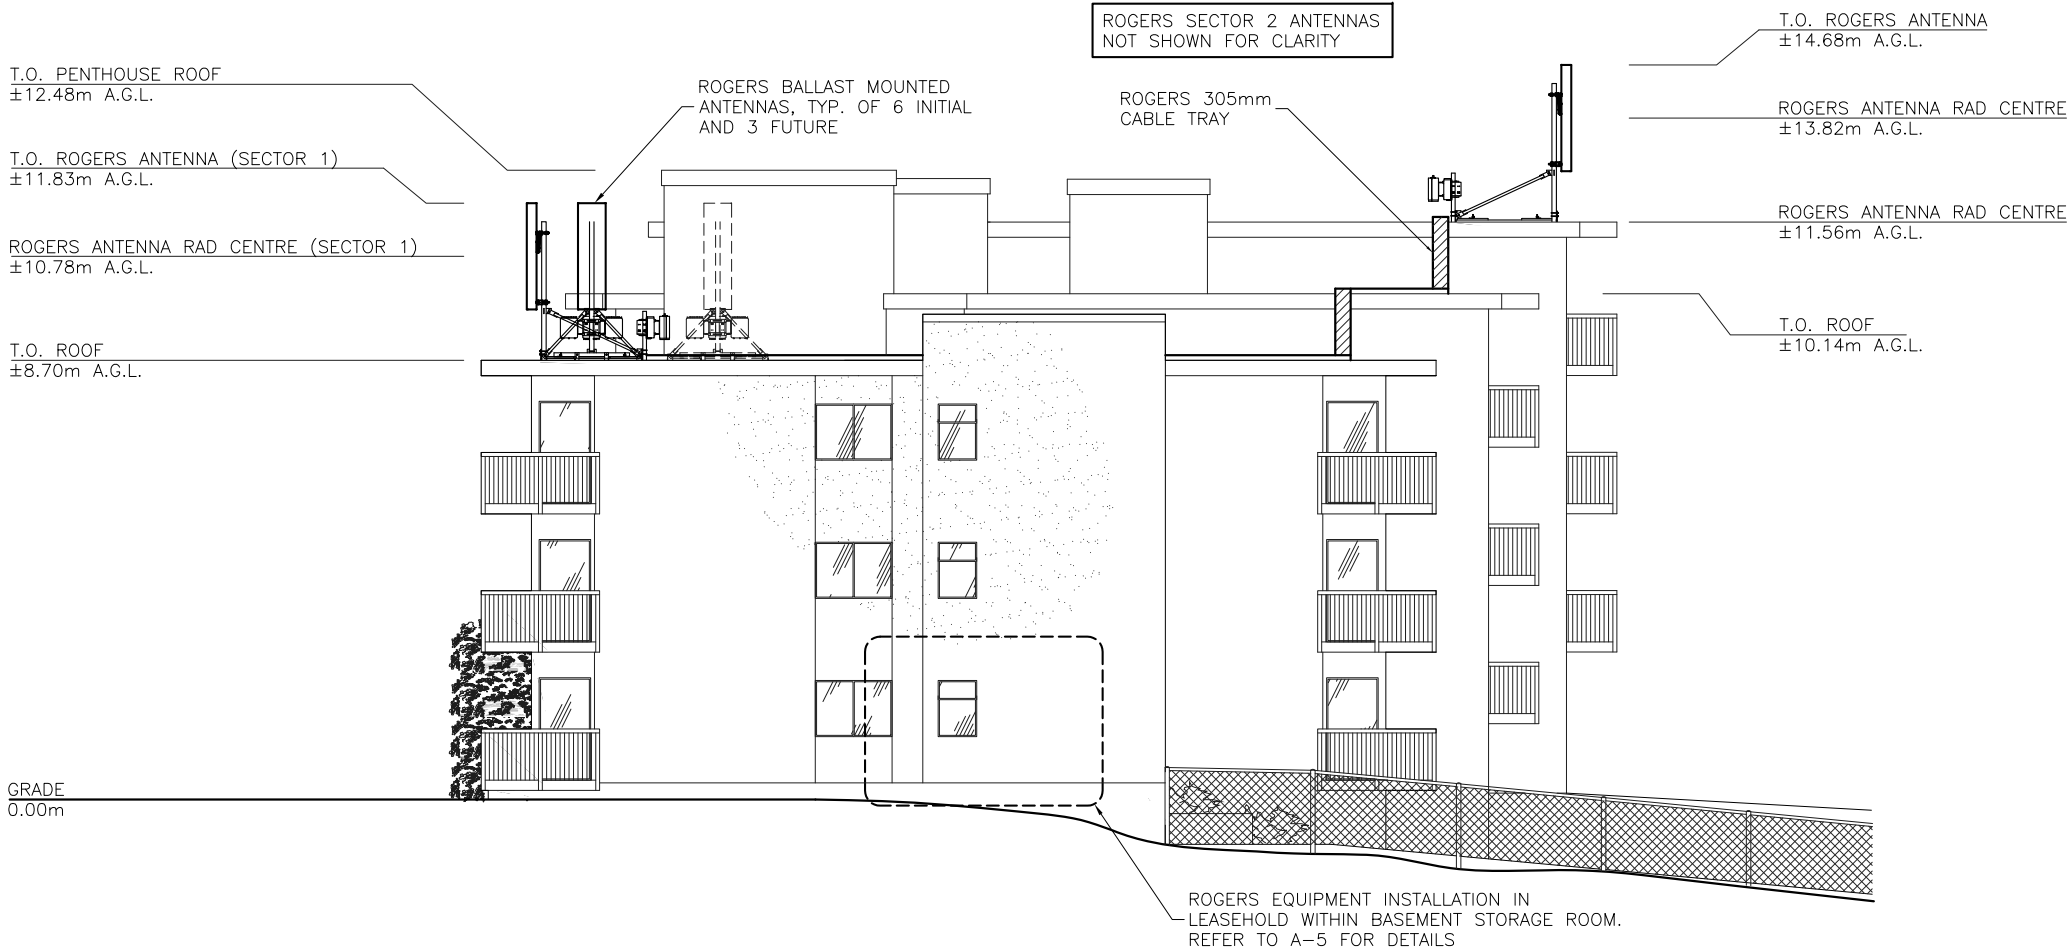 ROGERS SECTOR 2 ANTENNAS
NOT SHOWN FOR CLARITY
T.O. PENTHOUSE ROOF
±12.48m A.G.L.
T.O. ROGERS ANTENNA (SECTOR 1)
±11.83m A.G.L.
ROGERS ANTENNA RAD CENTRE (SECTOR 1)
±10.78m A.G.L.
T.O. ROOF
±8.70m A.G.L.
GRADE
0.00m
ROGERS BALLAST MOUNTED
ANTENNAS, TYP. OF 6 INITIAL
AND 3 FUTURE
ROGERS 305mm
CABLE TRAY
T.O. ROGERS ANTENNA
±14.68m A.G.L.
ROGERS ANTENNA RAD CENTRE
±13.82m A.G.L.
ROGERS ANTENNA RAD CENTRE
±11.56m A.G.L.
T.O. ROOF
±10.14m A.G.L.
ROGERS EQUIPMENT INSTALLATION IN
LEASEHOLD WITHIN BASEMENT STORAGE ROOM.
REFER TO A-5 FOR DETAILS